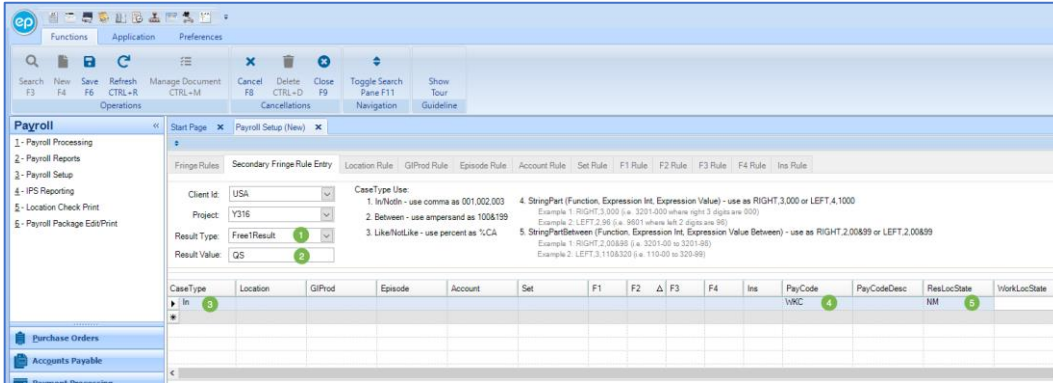 ep
Functions Application Preferences
Search New Save Refresh Manage Document Cancel Delete Close Toggle Search Show
F3 F4 F6 CTRL+R CTRL+M F8 CTRL+D F9 Pane F11 Tour
Operations Cancellations Navigation Guideline
Payroll « Start Page Payroll Setup (New)
1 - Payroll Processing
2 - Payroll Reports
3 - Payroll Setup
4 - IPS Reporting
5 - Location Check Print
6 - Payroll Package Edit/Print
Fringe Rules Secondary Fringe Rule Entry Location Rule GlProd Rule Episode Rule Account Rule Set Rule F1 Rule F2 Rule F3 Rule F4 Rule Ins Rule
Client Id: USA
Project: Y316
Result Type: Free1Result 1
Result Value: QS 2
CaseType Use:
1. In/NotIn - use comma as 001,002,003
2. Between - use ampersand as 100&199
3. Like/NotLike - use percent as %CA
4. StringPart (Function, Expression Int, Expression Value) - use as RIGHT,3,000 or LEFT,4,1000
Example 1: RIGHT,3,000 (i.e. 3201-000 where right 3 digits are 000)
Example 2: LEFT,2,96 (i.e. 9601 where left 2 digits are 96)
5. StringPartBetween (Function, Expression Int, Expression Value Between) - use as RIGHT,2,00&99 or LEFT,2,00&99
Example 1: RIGHT,2,00&98 (i.e. 3201-00 to 3201-98)
Example 2: LEFT,3,110&320 (i.e. 110-00 to 320-99)
CaseType Location GlProd Episode Account Set F1 F2 F3 F4 Ins PayCode PayCodeDesc ResLocState WorkLocState
In 3 WKC 4 NM 5
Purchase Orders
Accounts Payable
Payment Processing